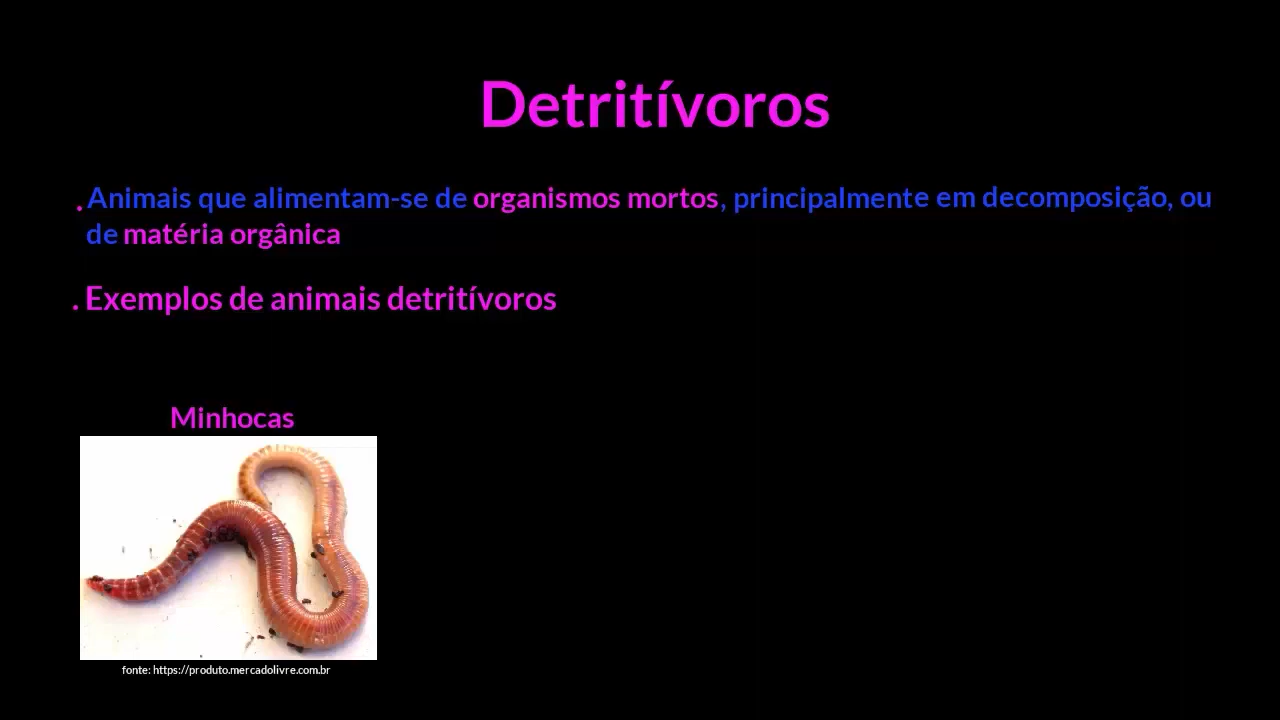 Detritívoros
. Animais que alimentam-se de organismos mortos, principalmente em decomposição, ou
de matéria orgânica
. Exemplos de animais detritívoros
Minhocas
fonte: https://produto.mercadolivre.com.br